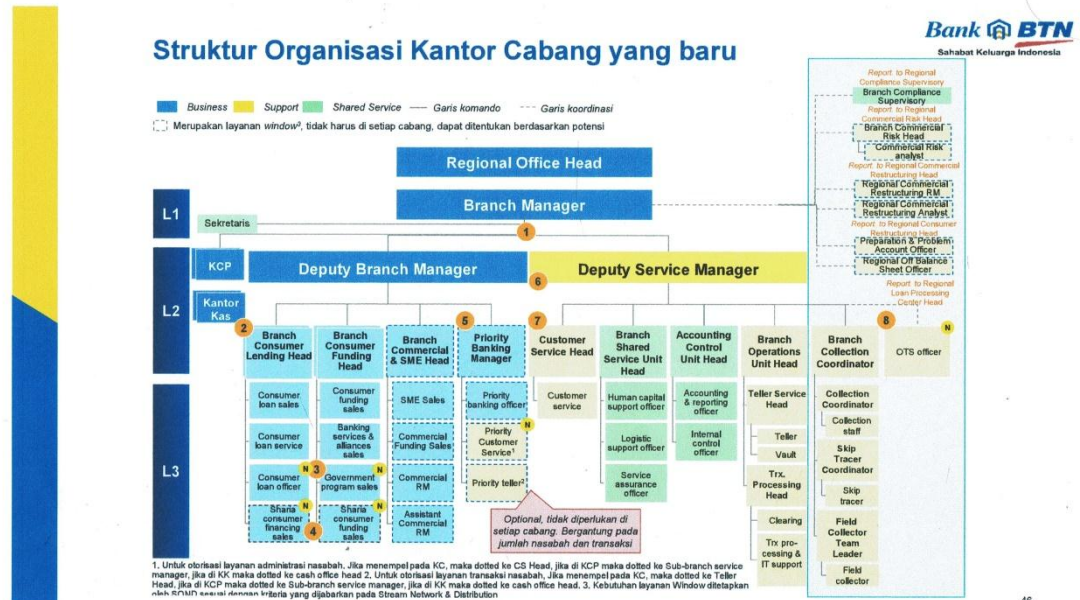 Bank BTN
Sahabat Keluarga Indonesia
Struktur Organisasi Kantor Cabang yang baru
Business
Support
Shared Service
Garis komando
Garis koordinasi
Merupakan layanan window³, tidak harus di setiap cabang, dapat ditentukan berdasarkan potensi
Regional Office Head
L1
Branch Manager
Sekretaris
1
L2
KCP
Kantor
Kas
Deputy Branch Manager
6
Deputy Service Manager
2
Branch
Consumer
Lending Head
Branch
Consumer
Funding
Head
Branch
Commercial
& SME Head
5
Priority
Banking
Manager
7
Customer
Service Head
Branch
Shared
Service Unit
Head
Accounting
Control
Unit Head
Branch
Operations
Unit Head
Branch
Collection
Coordinator
8
N
OTS officer
L3
Consumer
loan sales
Consumer
loan service
N
Consumer
loan officer
N
Sharia
consumer
financing
sales
Consumer
funding
sales
Banking
services &
alliances
sales
3
N
Government
program sales
4
N
Sharia
consumer
funding
sales
SME Sales
Commercial
Funding Sales
Commercial
RM
Assistant
Commercial
RM
Priority
banking officer
N
Priority
Customer
Service¹
Priority teller²
Customer
service
Human capital
support officer
Logistic
support officer
Service
assurance
officer
Accounting
& reporting
officer
Internal
control
officer
Teller Service
Head
Teller
Vault
Trx.
Processing
Head
Clearing
Trx pro-
cessing &
IT support
Collection
Coordinator
Collection
staff
Skip
Tracer
Coordinator
Skip
tracer
Field
Collector
Team
Leader
Field
collector
Optional, tidak diperlukan di
setiap cabang. Bergantung pada
jumlah nasabah dan transaksi
Report. to Regional
Compliance Supervisory
Branch Compliance
Supervisory
Report. to Regional
Commercial Risk Head
Branch Commercial
Risk Head
Commercial Risk
analyst
Report. to Regional Commercial
Restructuring Head
Regional Commercial
Restructuring RM
Regional Commercial
Restructuring Analyst
Report. to Regional Consumer
Restructuring Head
Preparation & Problem
Account Officer
Regional Off Balance
Sheet Officer
Report. to Regional
Loan Processing
Center Head
1. Untuk otorisasi layanan administrasi nasabah. Jika menempel pada KC, maka dotted ke CS Head, jika di KCP maka dotted ke Sub-branch service
manager, jika di KK maka dotted ke cash office head 2. Untuk otorisasi layanan transaksi nasabah, Jika menempel pada KC, maka dotted ke Teller
Head, jika di KCP maka dotted ke Sub-branch service manager, jika di KK maka dotted ke cash office head. 3. Kebutuhan layanan Window ditetapkan
oleh SQND sesuai dengan kriteria yang dijabarkan pada Stream Network & Distribution